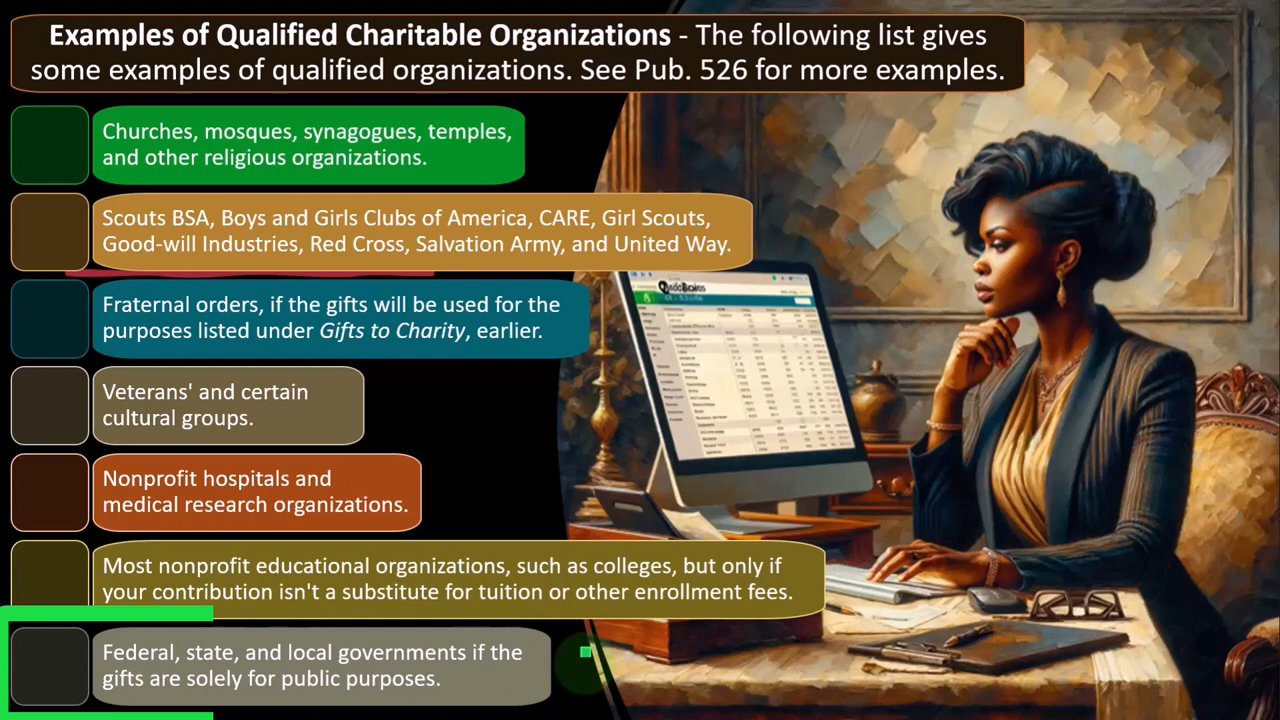 Examples of Qualified Charitable Organizations - The following list gives
some examples of qualified organizations. See Pub. 526 for more examples.
Churches, mosques, synagogues, temples,
and other religious organizations.
Scouts BSA, Boys and Girls Clubs of America, CARE, Girl Scouts,
Good-will Industries, Red Cross, Salvation Army, and United Way.
Fraternal orders, if the gifts will be used for the
purposes listed under Gifts to Charity, earlier.
Veterans' and certain
cultural groups.
Nonprofit hospitals and
medical research organizations.
Most nonprofit educational organizations, such as colleges, but only if
your contribution isn't a substitute for tuition or other enrollment fees.
Federal, state, and local governments if the
gifts are solely for public purposes.